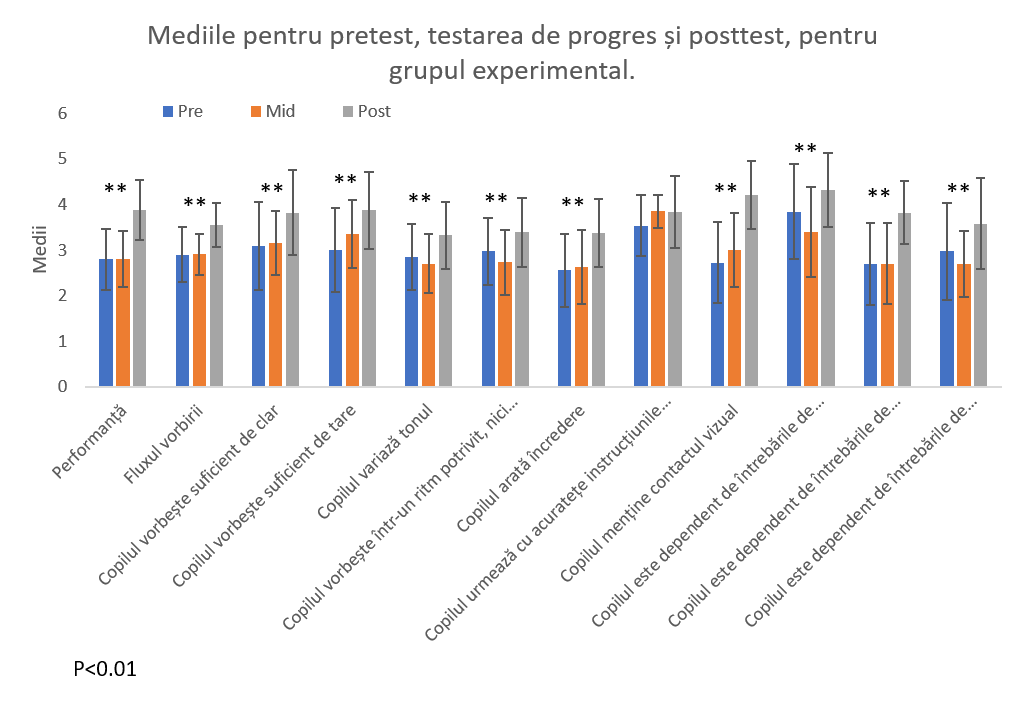 Mediile pentru pretest, testarea de progres și posttest, pentru
grupul experimental.
Pre Mid Post
Medii
6
5
4
3
2
1
0
**
**
**
**
**
**
**
**
**
**
**
Performanță
Fluxul vorbirii
Copilul vorbește suficient de clar
Copilul vorbește suficient de tare
Copilul variază tonul
Copilul vorbește într-un ritm potrivit, nici...
Copilul arată încredere
Copilul urmează cu acuratețe instrucțiunile...
Copilul menține contactul vizual
Copilul este dependent de întrebările de...
Copilul este dependent de întrebările de...
Copilul este dependent de întrebările de...
P<0.01